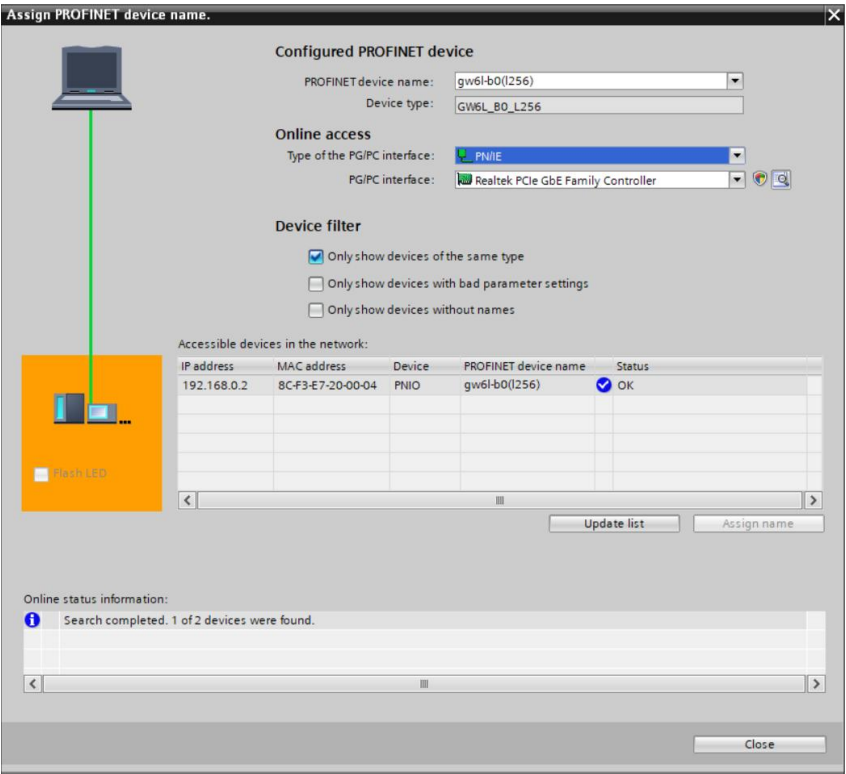 Assign PROFINET device name.
Configured PROFINET device
PROFINET device name: gw6l-b0(l256)
Device type: GW6L_B0_L256
Online access
Type of the PG/PC interface: PN/IE
PG/PC interface: Realtek PCIe GbE Family Controller
Device filter
Only show devices of the same type
Only show devices with bad parameter settings
Only show devices without names
Accessible devices in the network:
IP address MAC address Device PROFINET device name Status
192.168.0.2 8C-F3-E7-20-00-04 PNIO gw6l-b0(l256) OK
Flash LED
Update list Assign name
Online status information:
Search completed. 1 of 2 devices were found.
Close